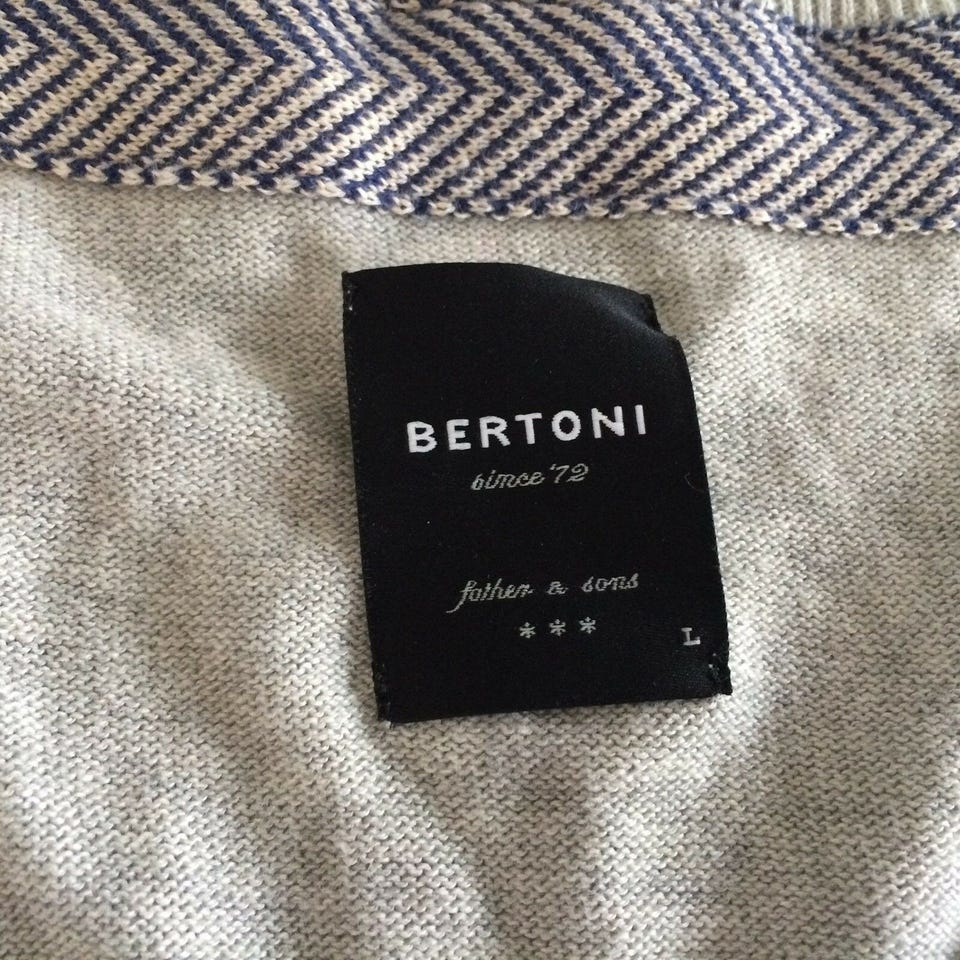 BERTONI
since '72
father & sons
***
L